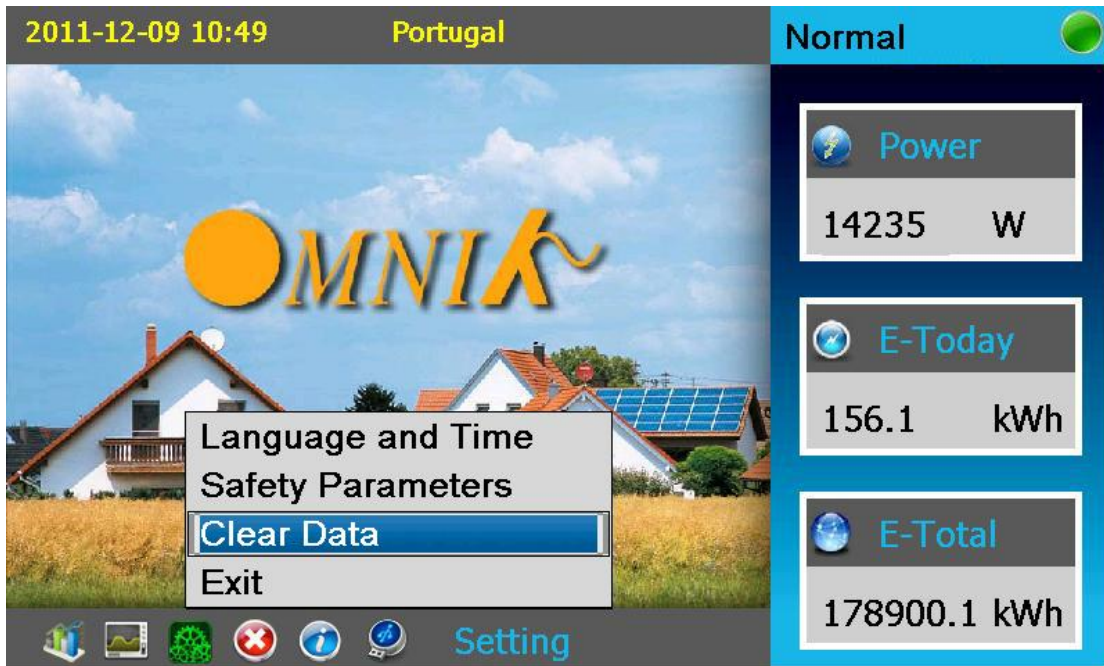 2011-12-09 10:49 Portugal
Normal
OMNIK
Power
14235 W
E-Today
156.1 kWh
E-Total
178900.1 kWh
Language and Time
Safety Parameters
Clear Data
Exit
Setting